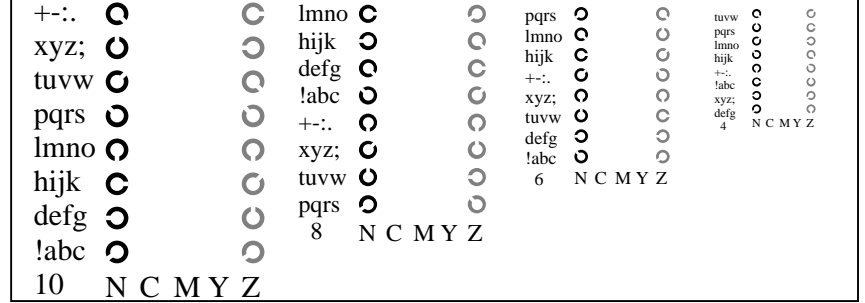 +-:.
xyz;
tuvw
pqrs
lmno
hijk
defg
!abc
10 N C M Y Z
lmno
hijk
defg
!abc
+-:.
xyz;
tuvw
pqrs
8 N C M Y Z
pqrs
lmno
hijk
+-:.
xyz;
tuvw
defg
!abc
6 N C M Y Z
tuvw
pqrs
lmno
hijk
+-:.
!abc
xyz;
defg
4 N C M Y Z